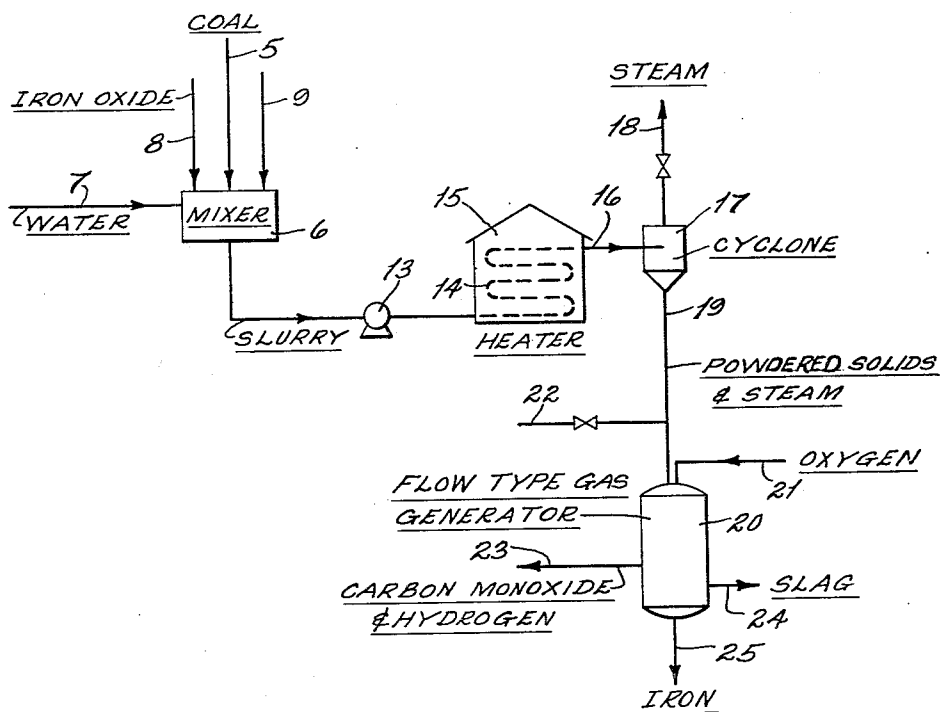 COAL
5
IRON OXIDE
9
8
7
WATER
MIXER
6
SLURRY
13
15
14
HEATER
16
STEAM
18
17
CYCLONE
19
POWDERED SOLIDS
& STEAM
22
OXYGEN
21
FLOW TYPE GAS
GENERATOR
20
23
CARBON MONOXIDE
& HYDROGEN
SLAG
24
25
IRON